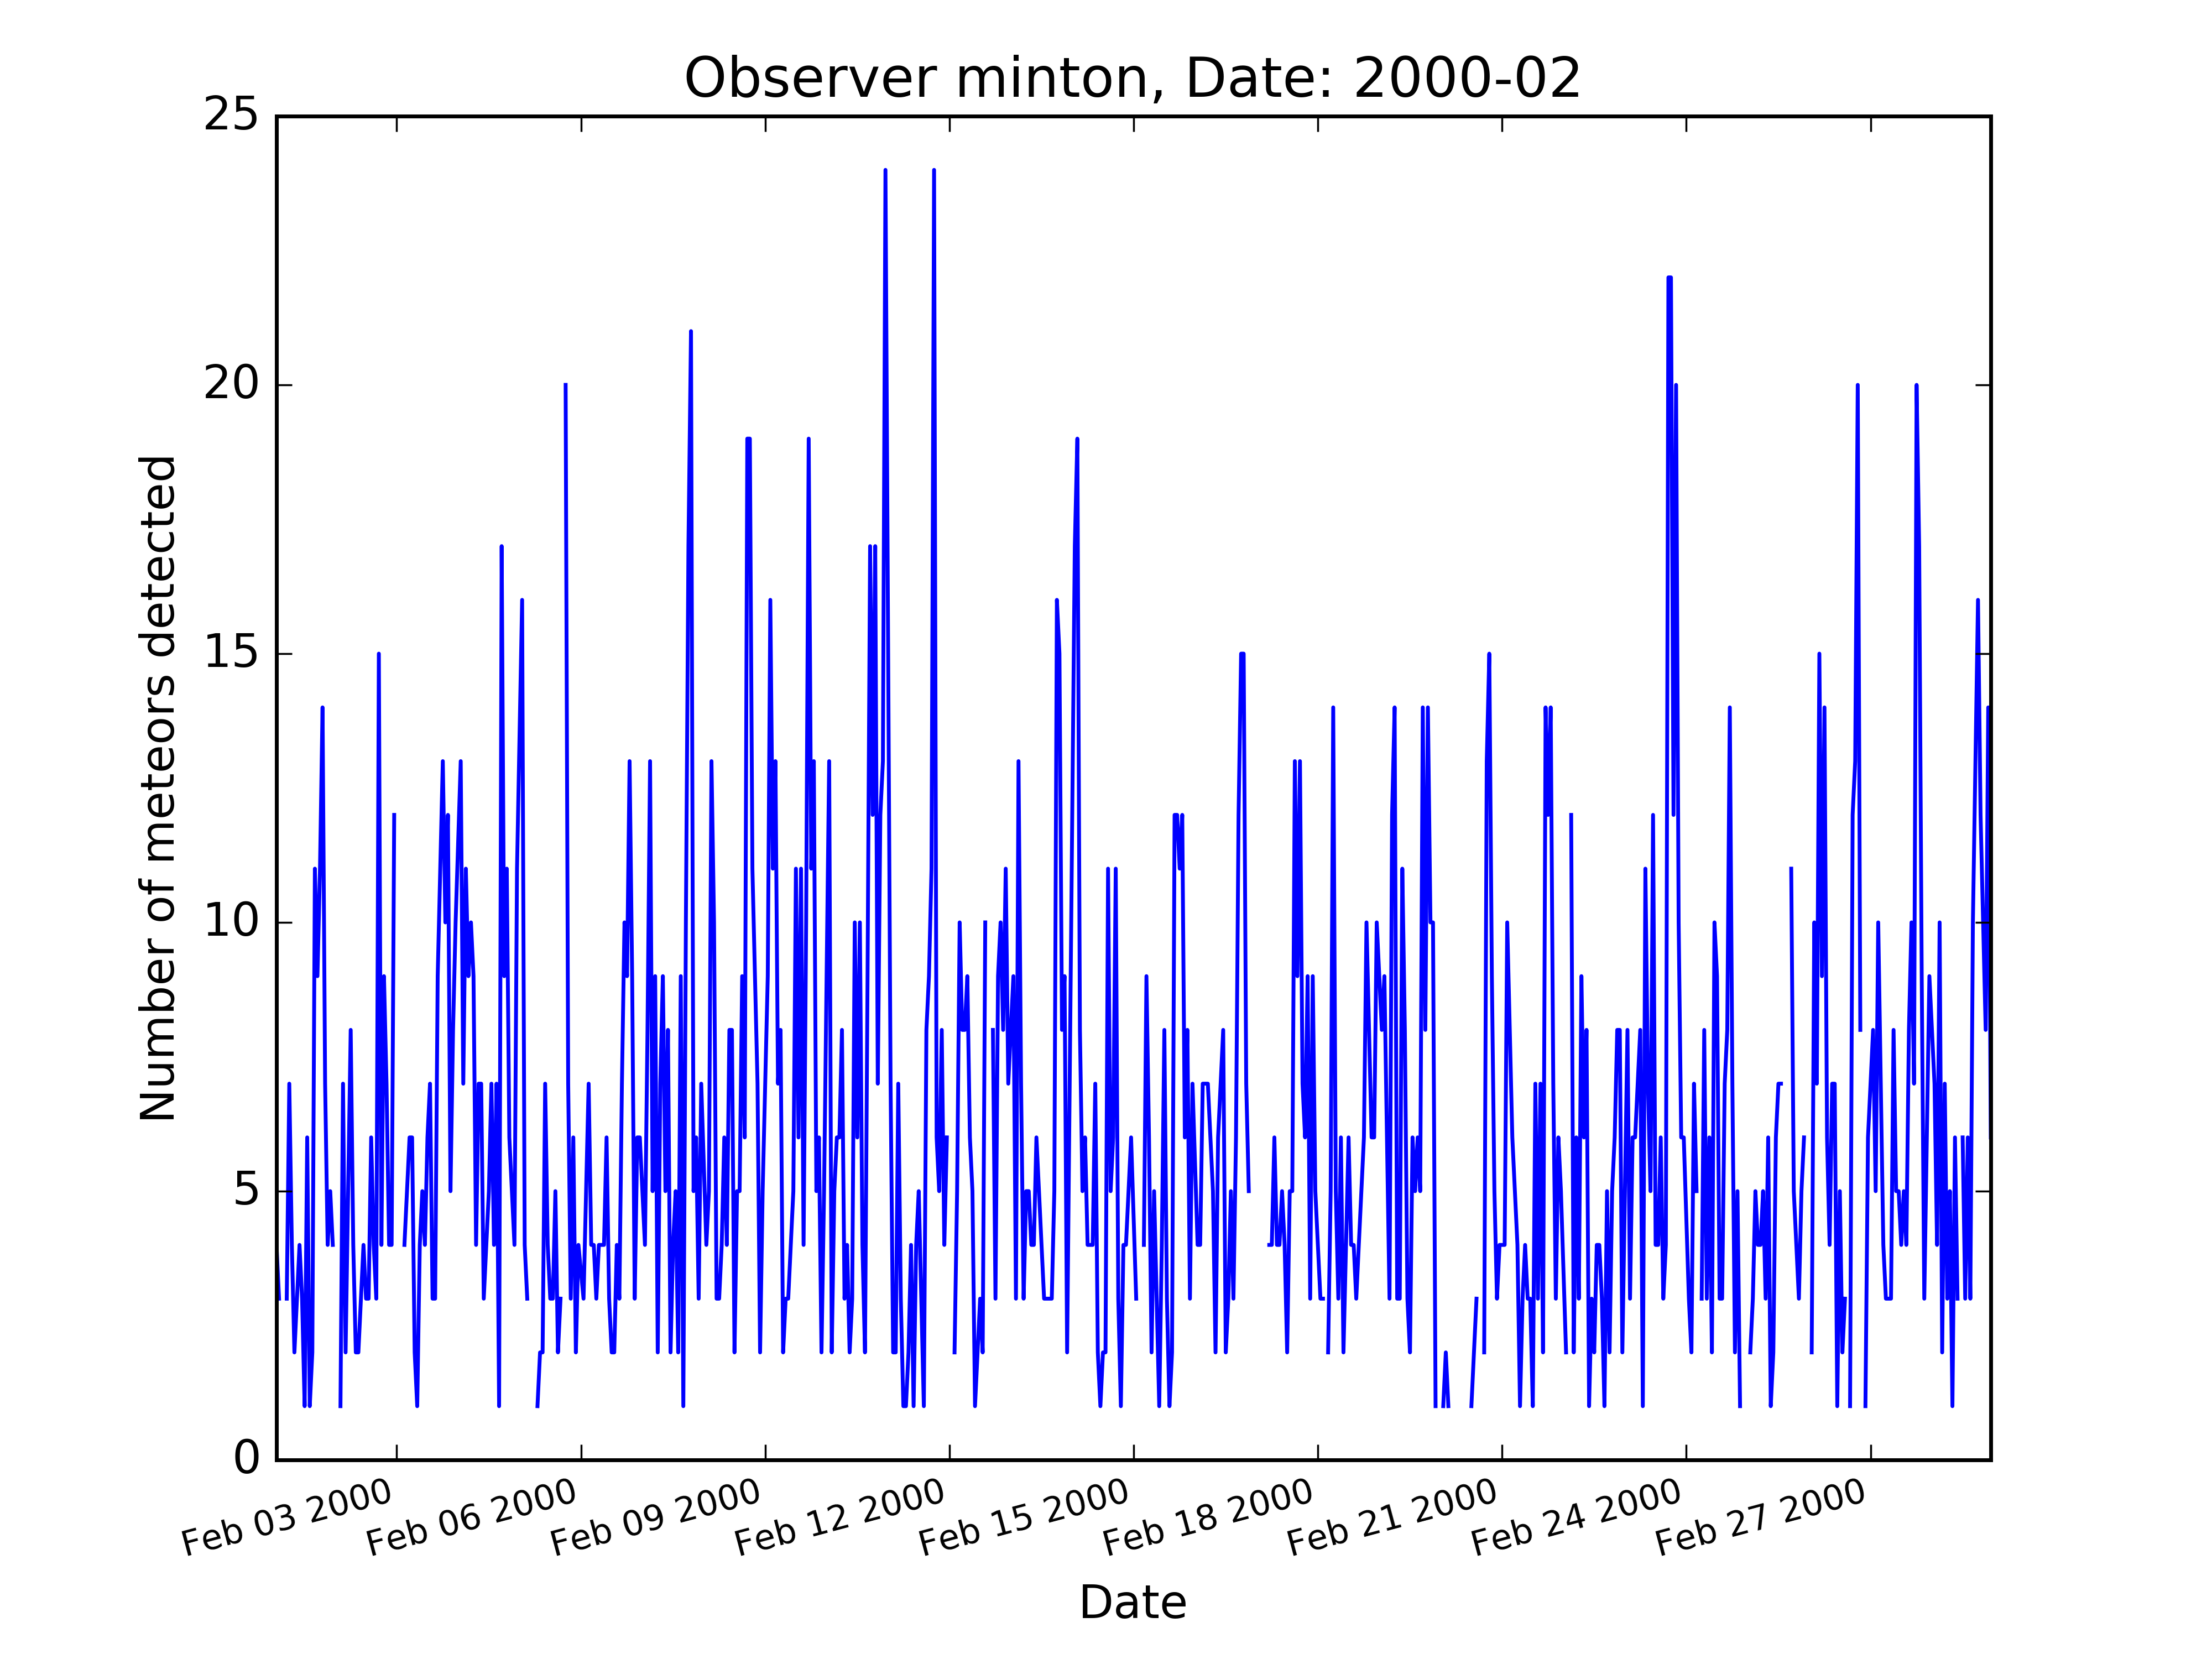 Observer minton, Date: 2000-02
25
20
15
10
5
0
Number of meteors detected
Feb 03 2000
Feb 06 2000
Feb 09 2000
Feb 12 2000
Feb 15 2000
Feb 18 2000
Feb 21 2000
Feb 24 2000
Feb 27 2000
Date